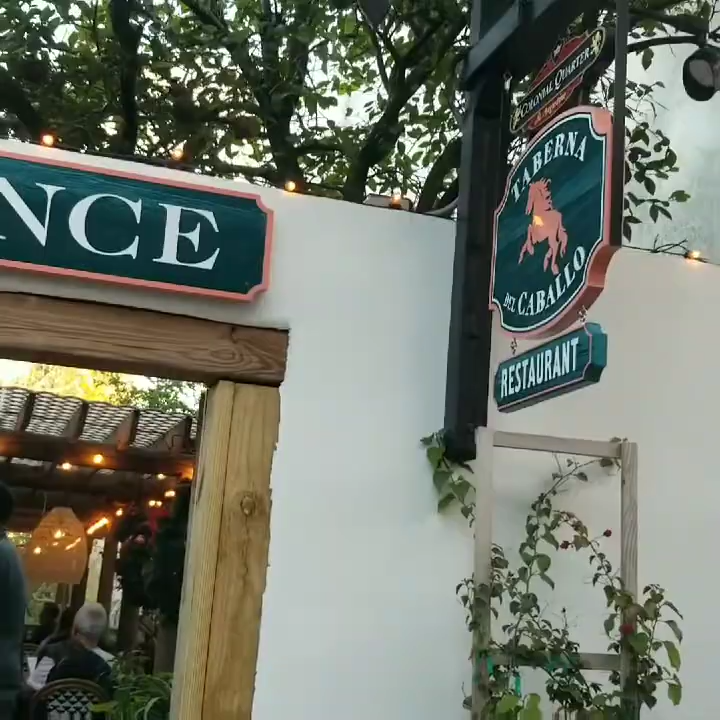 NCE
COLONIAL QUARTER
TABERNA
DEL CABALLO
RESTAURANT